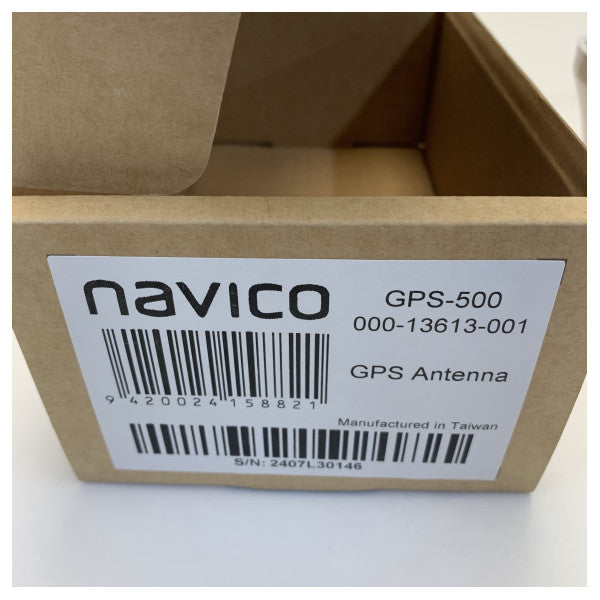 navico
GPS-500
000-13613-001
GPS Antenna
9 420024 158821
Manufactured in Taiwan
S/N: 2407L30146